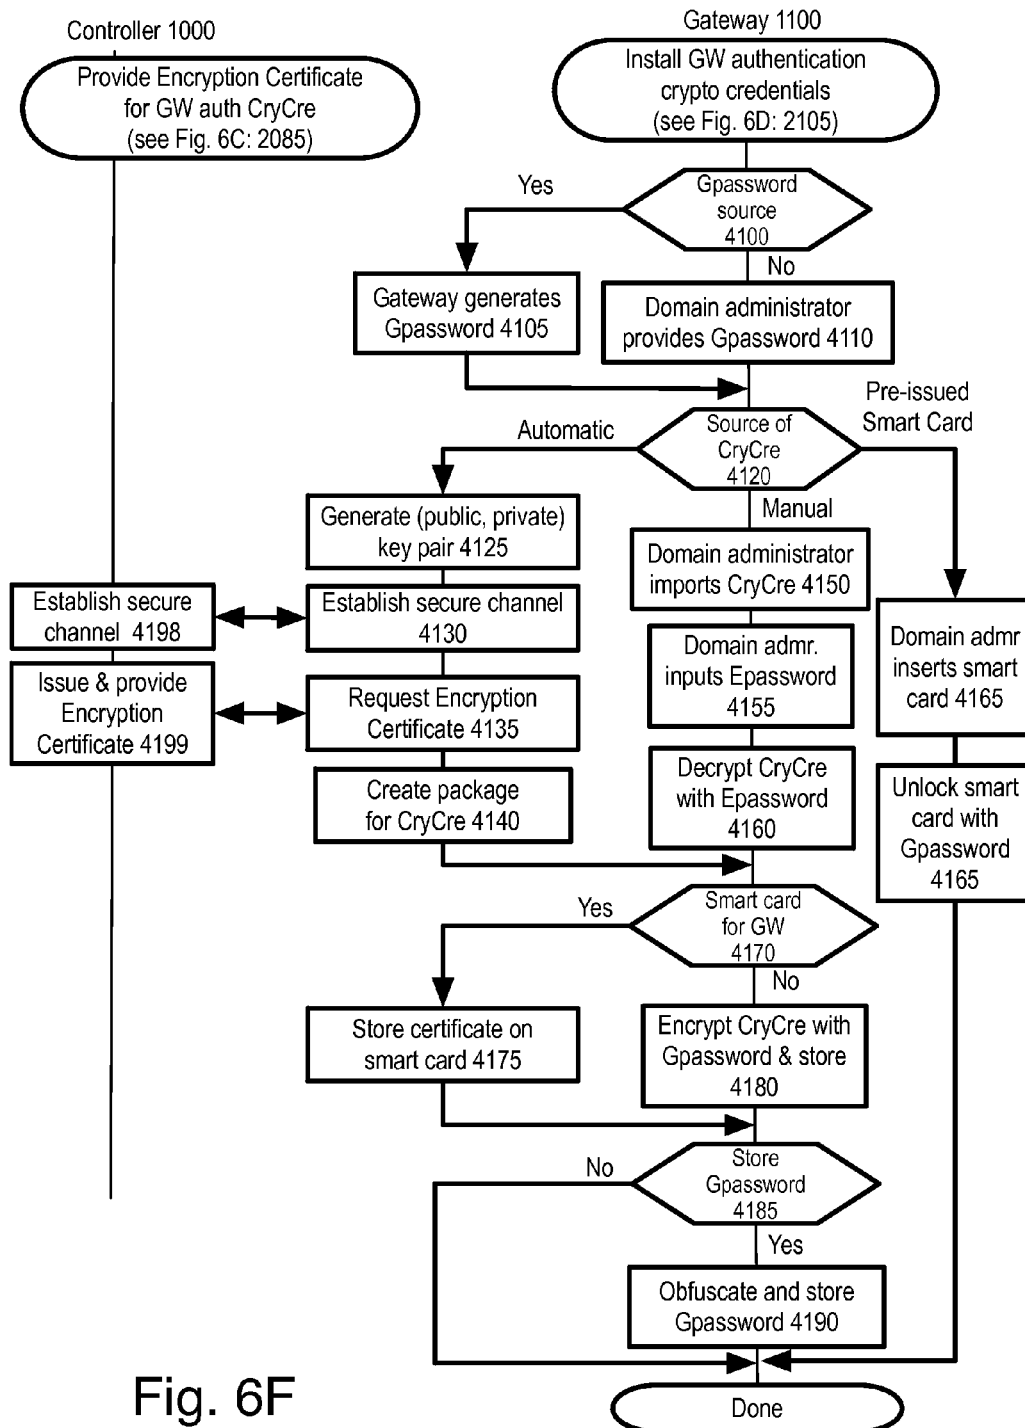 Controller 1000
Gateway 1100
Provide Encryption Certificate
for GW auth CryCre
(see Fig. 6C: 2085)
Install GW authentication
crypto credentials
(see Fig. 6D: 2105)
Yes
Gpassword
source
4100
No
Gateway generates
Gpassword 4105
Domain administrator
provides Gpassword 4110
Pre-issued
Smart Card
Automatic
Source of
CryCre
4120
Manual
Generate (public, private)
key pair 4125
Domain administrator
imports CryCre 4150
Establish secure
channel 4198
Establish secure channel
4130
Domain admr.
inputs Epassword
4155
Domain admr
inserts smart
card 4165
Issue & provide
Encryption
Certificate 4199
Request Encryption
Certificate 4135
Create package
for CryCre 4140
Decrypt CryCre
with Epassword
4160
Unlock smart
card with
Gpassword
4165
Yes
Smart card
for GW
4170
No
Store certificate on
smart card 4175
Encrypt CryCre with
Gpassword & store
4180
No
Store
Gpassword
4185
Yes
Obfuscate and store
Gpassword 4190
Done
Fig. 6F